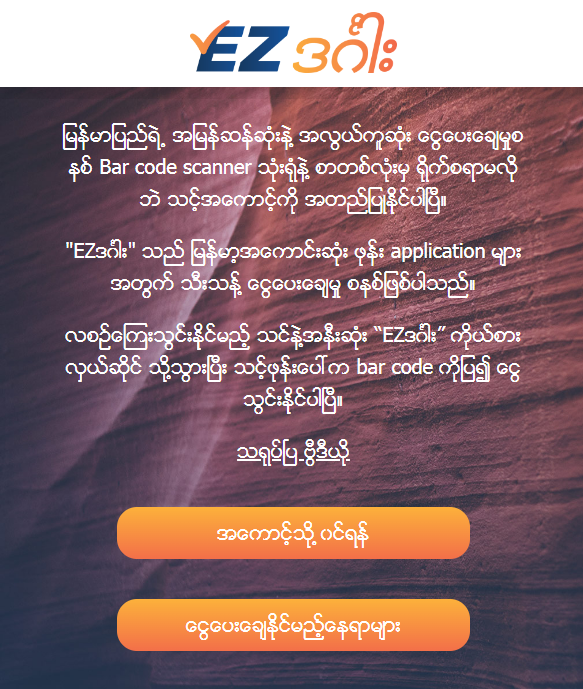 EZ ဒင်္ဂါး
မြန်မာပြည်ရဲ့ အမြန်ဆန်ဆုံးနဲ့ အလွယ်ကူဆုံး ငွေပေးချေမှုစ
နစ် Bar code scanner သုံးရုံနဲ့ စာတစ်လုံးမှ ရိုက်စရာမလို
ဘဲ သင့်အကောင့်ကို အတည်ပြုနိုင်ပါပြီ။
"EZဒင်္ဂါး" သည် မြန်မာ့အကောင်းဆုံး ဖုန်း application များ
အတွက် သီးသန့် ငွေပေးချေမှု စနစ်ဖြစ်ပါသည်။
လစဉ်ကြေးသွင်းနိုင်မည့် သင်နဲ့အနီးဆုံး “EZဒင်္ဂါး” ကိုယ်စား
လှယ်ဆိုင် သို့သွားပြီး သင့်ဖုန်းပေါ်က bar code ကိုပြ၍ ငွေ
သွင်းနိုင်ပါပြီ။
သရုပ်ပြ ဗွီဒီယို
အကောင့်သို့ ဝင်ရန်
ငွေပေးချေနိုင်မည့်နေရာများ